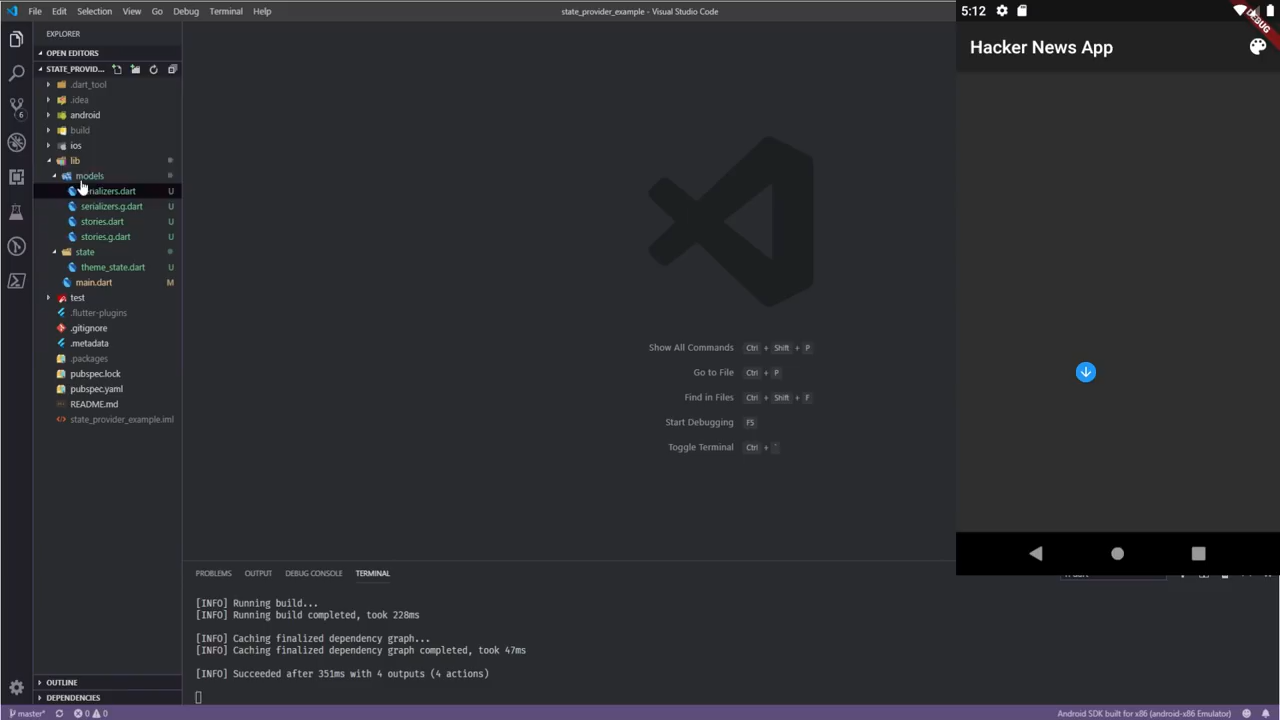 File Edit Selection View Go Debug Terminal Help
state_provider_example - Visual Studio Code
EXPLORER
OPEN EDITORS
STATE_PROVID...
.dart_tool
.idea
android
build
ios
lib
models
serializers.g.dart U
stories.dart U
stories.g.dart U
state
theme_state.dart U
main.dart M
test
.flutter-plugins
.gitignore
.metadata
.packages
pubspec.lock
pubspec.yaml
README.md
state_provider_example.iml
OUTLINE
DEPENDENCIES
6
Show All Commands Ctrl + Shift + P
Go to File Ctrl + P
Find in Files Ctrl + Shift + F
Start Debugging F5
Toggle Terminal Ctrl + `
PROBLEMS OUTPUT DEBUG CONSOLE TERMINAL
[INFO] Running build...
[INFO] Running build completed, took 228ms
[INFO] Caching finalized dependency graph...
[INFO] Caching finalized dependency graph completed, took 47ms
[INFO] Succeeded after 351ms with 4 outputs (4 actions)
5:12
DEBUG
Hacker News App
master* 0 0
Android SDK built for x86 (android-x86 Emulator)